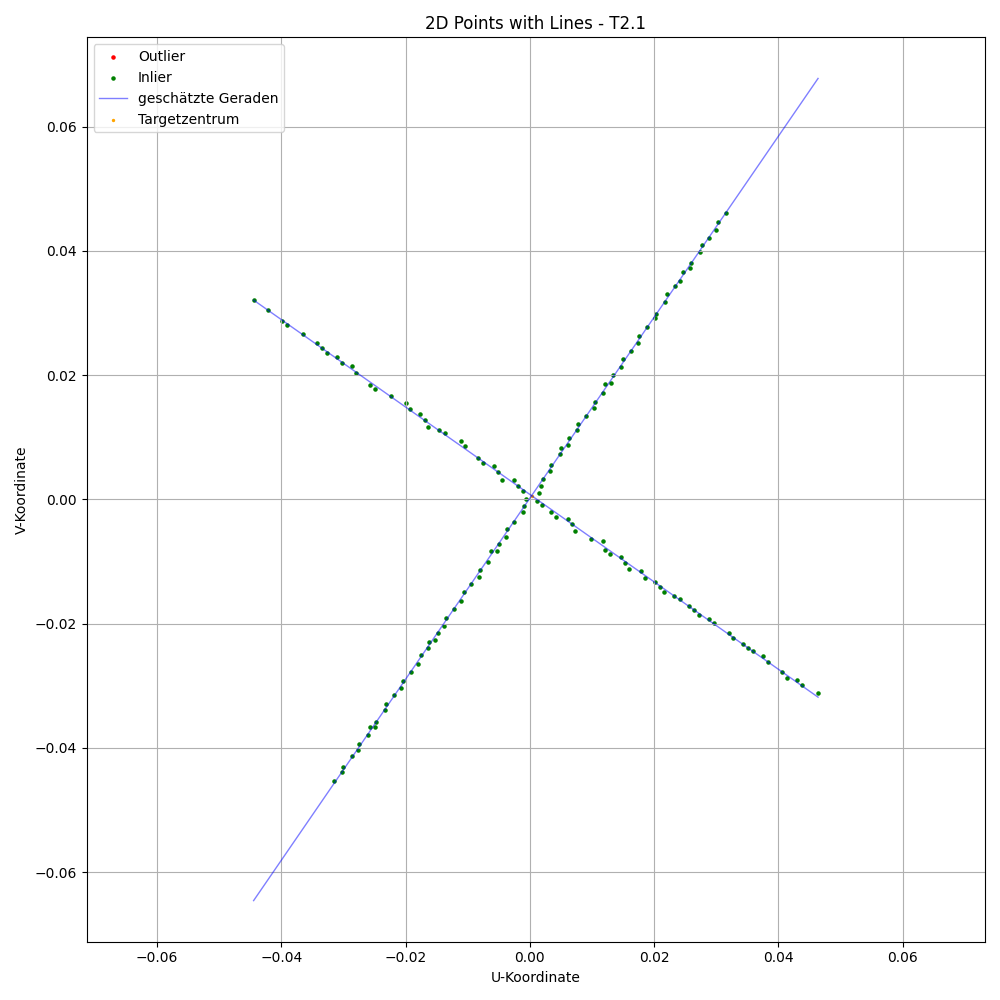 2D Points with Lines - T2.1
Outlier
Inlier
geschätzte Geraden
Targetzentrum
V-Koordinate
0.06
0.04
0.02
0.00
−0.02
−0.04
−0.06
−0.06 −0.04 −0.02 0.00 0.02 0.04 0.06
U-Koordinate